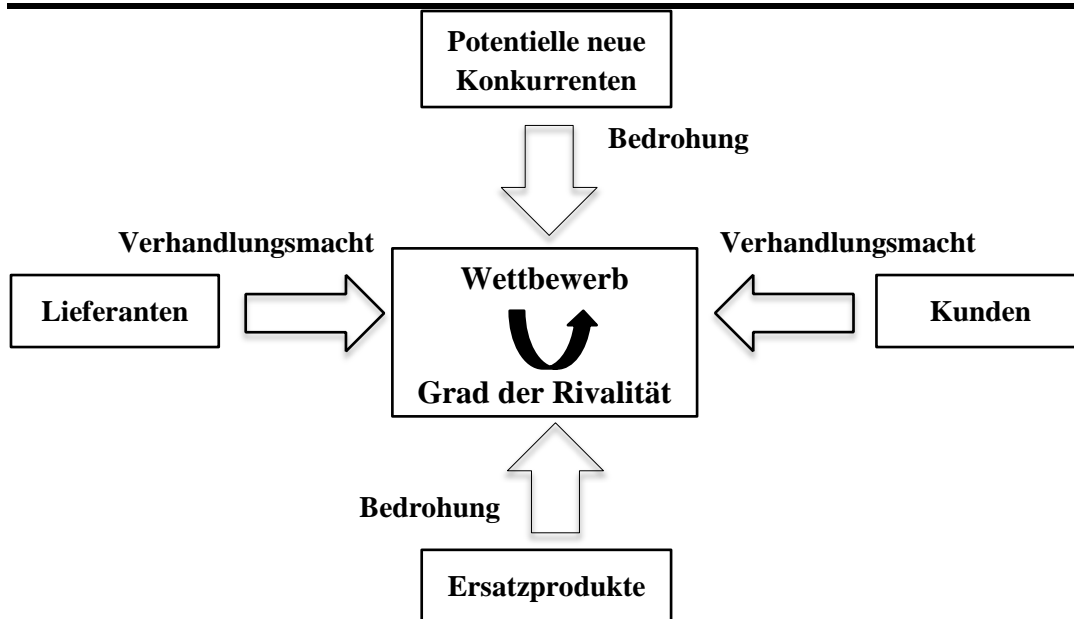 Potentielle neue
Konkurrenten
Bedrohung
Verhandlungsmacht
Verhandlungsmacht
Lieferanten
Wettbewerb
Grad der Rivalität
Kunden
Bedrohung
Ersatzprodukte